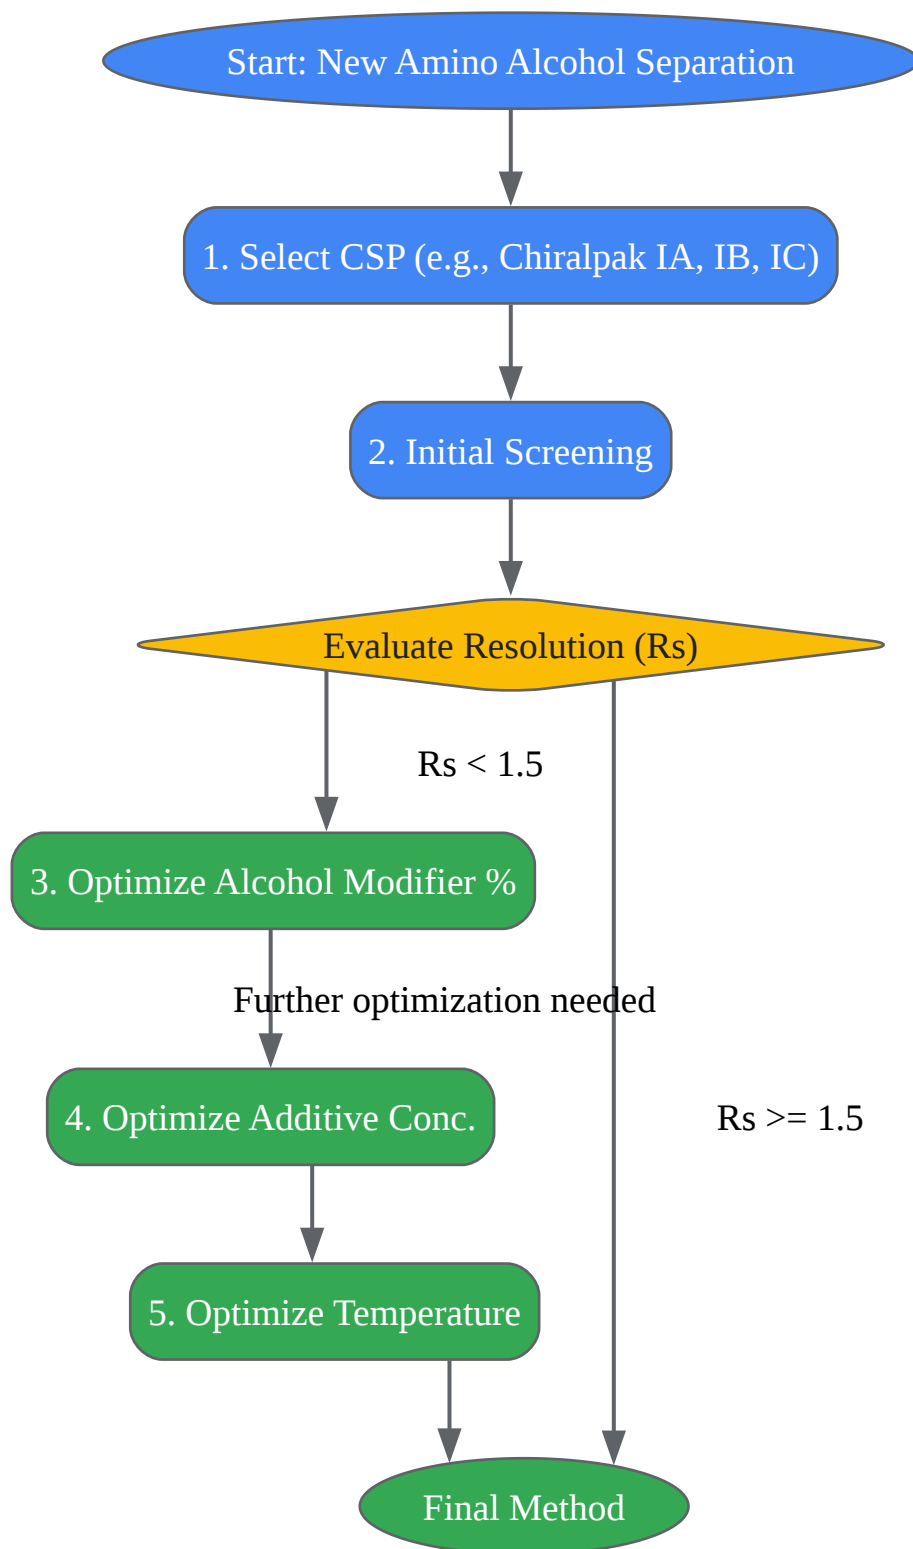 Start: New Amino Alcohol Separation
1. Select CSP (e.g., Chiralpak IA, IB, IC)
2. Initial Screening
Evaluate Resolution (Rs)
Rs < 1.5
3. Optimize Alcohol Modifier %
Further optimization needed
4. Optimize Additive Conc.
Rs >= 1.5
5. Optimize Temperature
Final Method